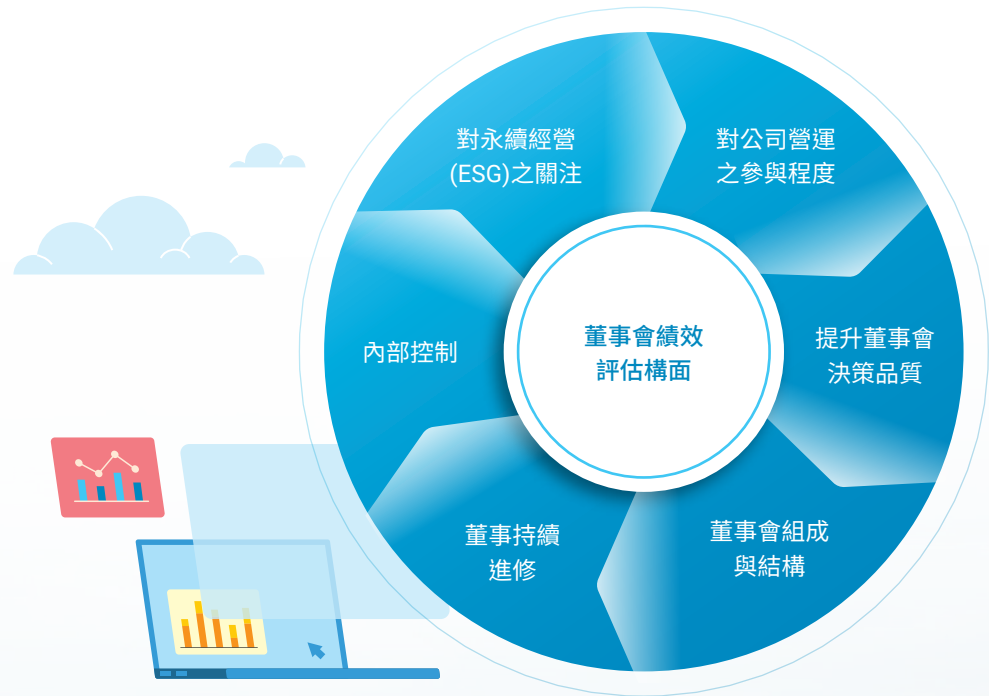 董事會績效
評估構面
對公司營運
之參與程度
提升董事會
決策品質
董事會組成
與結構
董事持續
進修
內部控制
對永續經營
(ESG)之關注